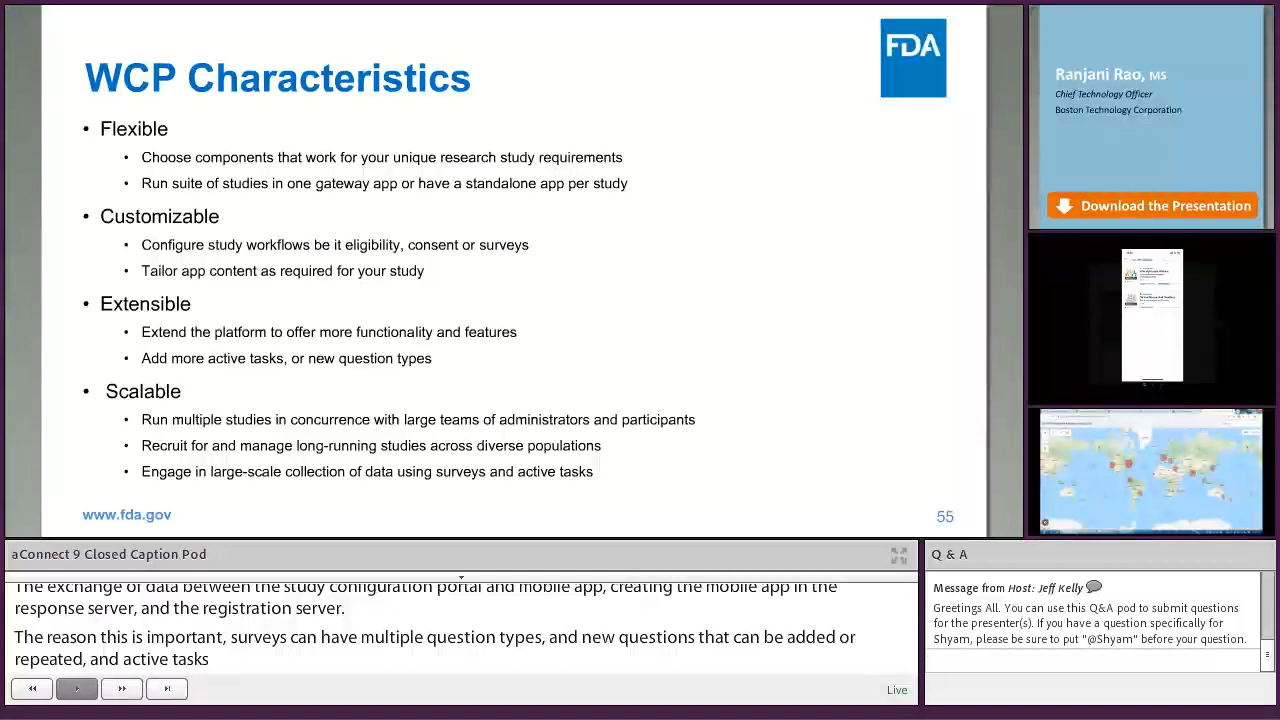 FDA
WCP Characteristics
• Flexible
• Choose components that work for your unique research study requirements
• Run suite of studies in one gateway app or have a standalone app per study
• Customizable
• Configure study workflows be it eligibility, consent or surveys
• Tailor app content as required for your study
• Extensible
• Extend the platform to offer more functionality and features
• Add more active tasks, or new question types
• Scalable
• Run multiple studies in concurrence with large teams of administrators and participants
• Recruit for and manage long-running studies across diverse populations
• Engage in large-scale collection of data using surveys and active tasks
www.fda.gov
55
Ranjani Rao, MS
Chief Technology Officer
Boston Technology Corporation
Download the Presentation
aConnect 9 Closed Caption Pod
The exchange of data between the study configuration portal and mobile app, creating the mobile app in the
response server, and the registration server.
The reason this is important, surveys can have multiple question types, and new questions that can be added or
repeated, and active tasks
Live
Q & A
Message from Host: Jeff Kelly
Greetings All. You can use this Q&A pod to submit questions
for the presenter(s). If you have a question specifically for
Shyam, please be sure to put "@Shyam" before your question.